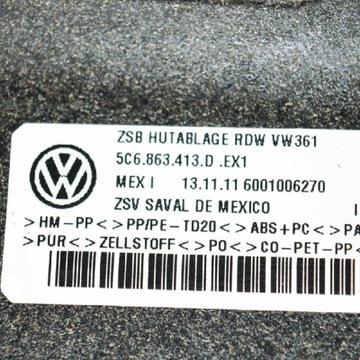 ZSB HUTABLAGE RDW VW361
5C6.863.413.D .EX1
MEX I 13.11.11 6001006270
ZSV SAVAL DE MEXICO
>HM-PP<>PP/PE-TD20<>ABS+PC<>PA
>PUR<>ZELLSTOFF<>PO<>CO-PET-PP<